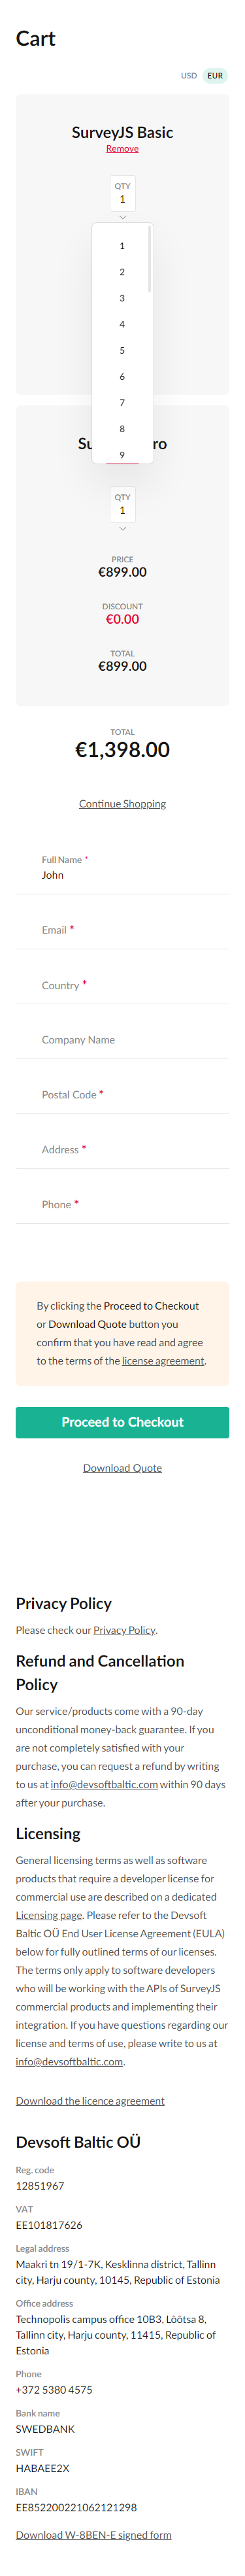 Cart
USD EUR
SurveyJS Basic
Remove
QTY
1
1
2
3
4
5
6
7
8
9
Su ro
QTY
1
PRICE
€899.00
DISCOUNT
€0.00
TOTAL
€899.00
TOTAL
€1,398.00
Continue Shopping
Full Name *
John
Email *
Country *
Company Name
Postal Code *
Address *
Phone *
By clicking the Proceed to Checkout
or Download Quote button you
confirm that you have read and agree
to the terms of the license agreement.
Proceed to Checkout
Download Quote
Privacy Policy
Please check our Privacy Policy.
Refund and Cancellation
Policy
Our service/products come with a 90-day
unconditional money-back guarantee. If you
are not completely satisfied with your
purchase, you can request a refund by writing
to us at info@devsoftbaltic.com within 90 days
after your purchase.
Licensing
General licensing terms as well as software
products that require a developer license for
commercial use are described on a dedicated
Licensing page. Please refer to the Devsoft
Baltic OÜ End User License Agreement (EULA)
below for fully outlined terms of our licenses.
The terms only apply to software developers
who will be working with the APIs of SurveyJS
commercial products and implementing their
integration. If you have questions regarding our
license and terms of use, please write to us at
info@devsoftbaltic.com.
Download the licence agreement
Devsoft Baltic OÜ
Reg. code
12851967
VAT
EE101817626
Legal address
Maakri tn 19/1-7K, Kesklinna district, Tallinn
city, Harju county, 10145, Republic of Estonia
Office address
Technopolis campus office 10B3, Lõõtsa 8,
Tallinn city, Harju county, 11415, Republic of
Estonia
Phone
+372 5380 4575
Bank name
SWEDBANK
SWIFT
HABAEE2X
IBAN
EE852200221062121298
Download W-8BEN-E signed form